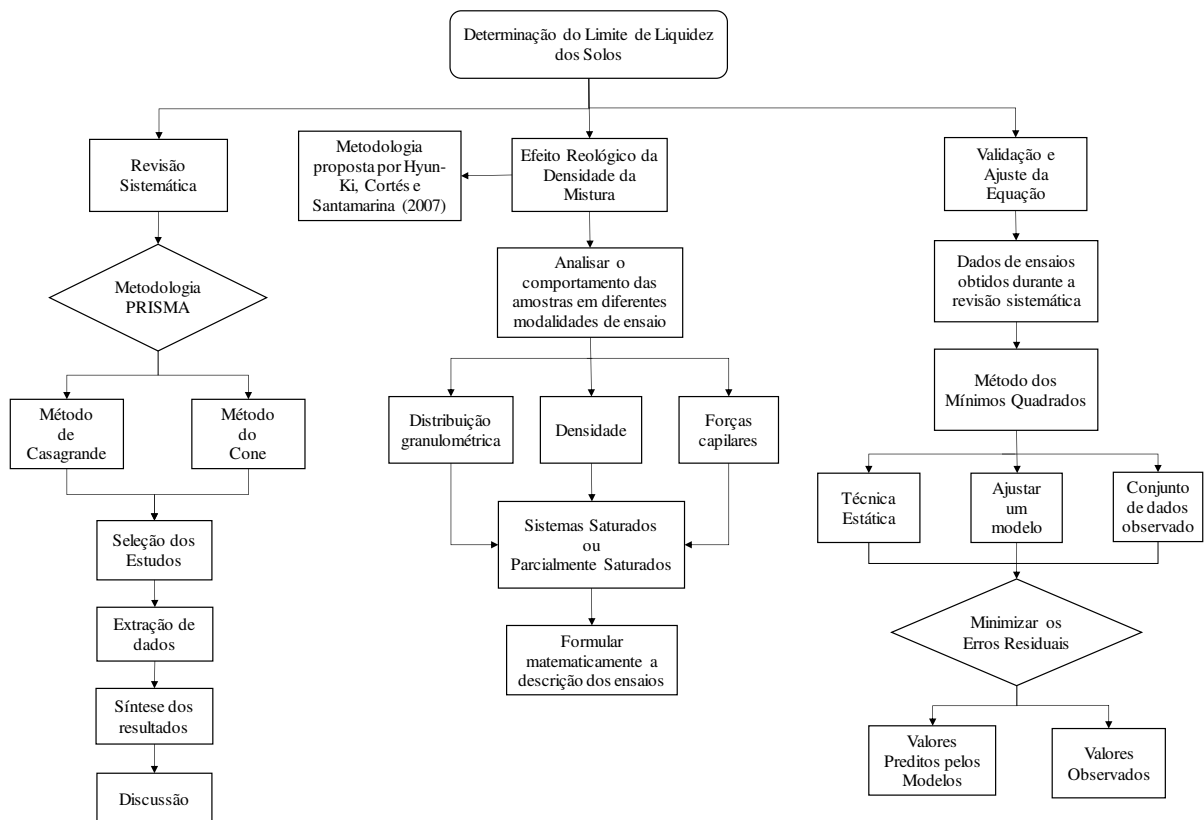 Determinação do Limite de Liquidez
dos Solos
Revisão
Sistemática
Metodologia
PRISMA
Método
de
Casagrande
Método
do
Cone
Seleção dos
Estudos
Extração de
dados
Síntese dos
resultados
Discussão
Metodologia
proposta por Hyun-
Ki, Cortés e
Santamarina (2007)
Efeito Reológico da
Densidade da
Mistura
Analisar o
comportamento das
amostras em diferentes
modalidades de ensaio
Distribuição
granulométrica
Densidade
Forças
capilares
Sistemas Saturados
ou
Parcialmente Saturados
Formular
matematicamente a
descrição dos ensaios
Validação e
Ajuste da
Equação
Dados de ensaios
obtidos durante a
revisão sistemática
Método dos
Mínimos Quadrados
Técnica
Estática
Ajustar
um
modelo
Conjunto
de dados
observado
Minimizar os
Erros Residuais
Valores
Preditos pelos
Modelos
Valores
Observados